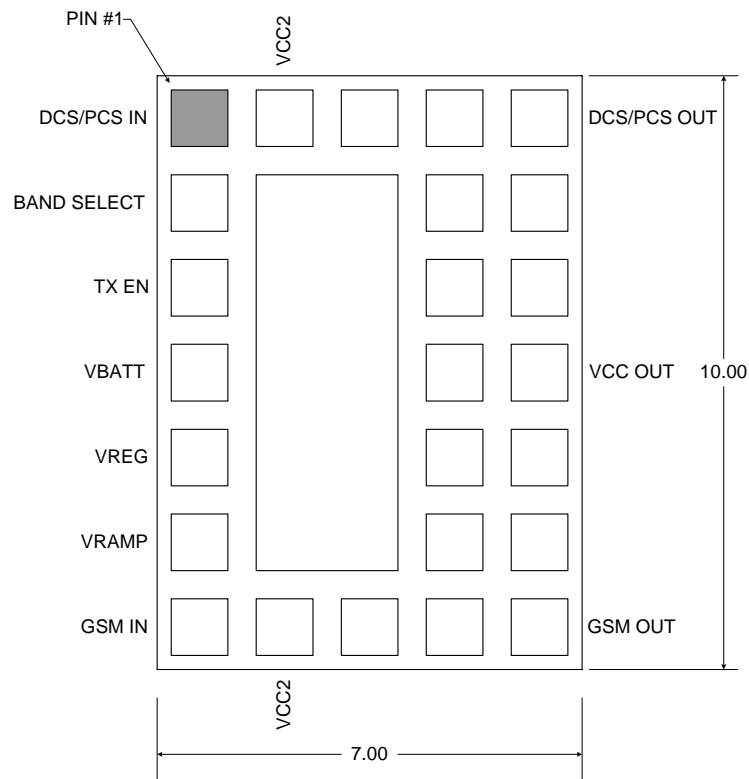 PIN #1
VCC2
DCS/PCS IN
DCS/PCS OUT
BAND SELECT
TX EN
VBATT
VCC OUT
10.00
VREG
VRAMP
GSM IN
GSM OUT
VCC2
7.00